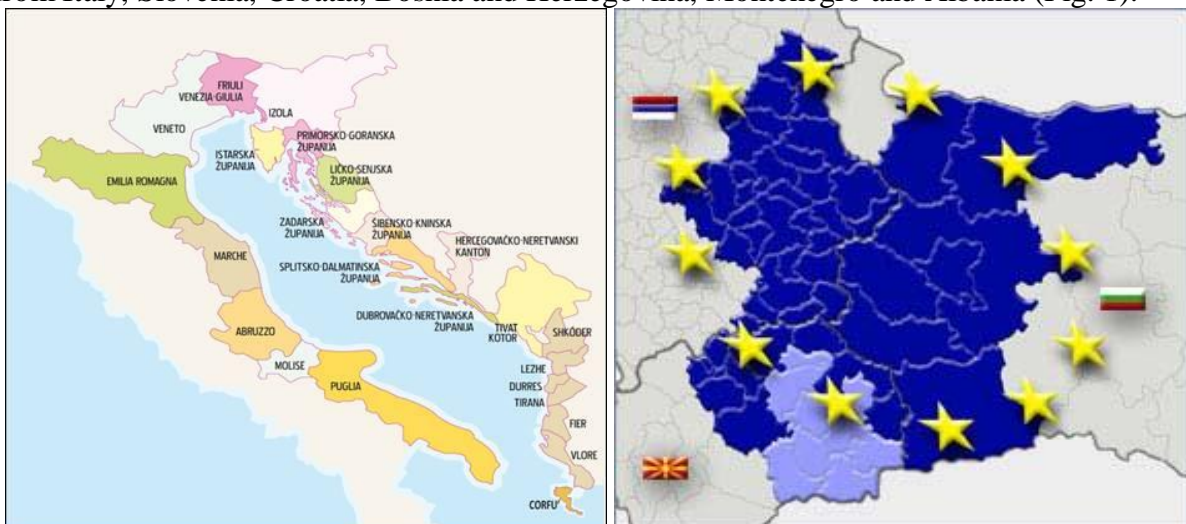 from Italy, Slovenia, Croatia, Bosnia and Herzegovina, Montenegro and Albania (Fig. 1).
FRIULI
VENEZIA-GIULIA
VENETO
IZOLA
PRIMORSKO-GORANSKA
ŽUPANIJA
ISTARSKA
ŽUPANIJA
LIČKO-SENJSKA
ŽUPANIJA
EMILIA ROMAGNA
ZADARSKA
ŽUPANIJA
ŠIBENSKO-KNINSKA
ŽUPANIJA
HERCEGOVAČKO-NERETVANSKI
KANTON
MARCHE
SPLITSKO-DALMATINSKA
ŽUPANIJA
DUBROVAČKO-NERETVANSKA
ŽUPANIJA
ABRUZZO
TIVAT
KOTOR
SHKODËR
MOLISE
LEZHE
PUGLIA
DURRES
TIRANA
FIER
VLORE
CORFU'